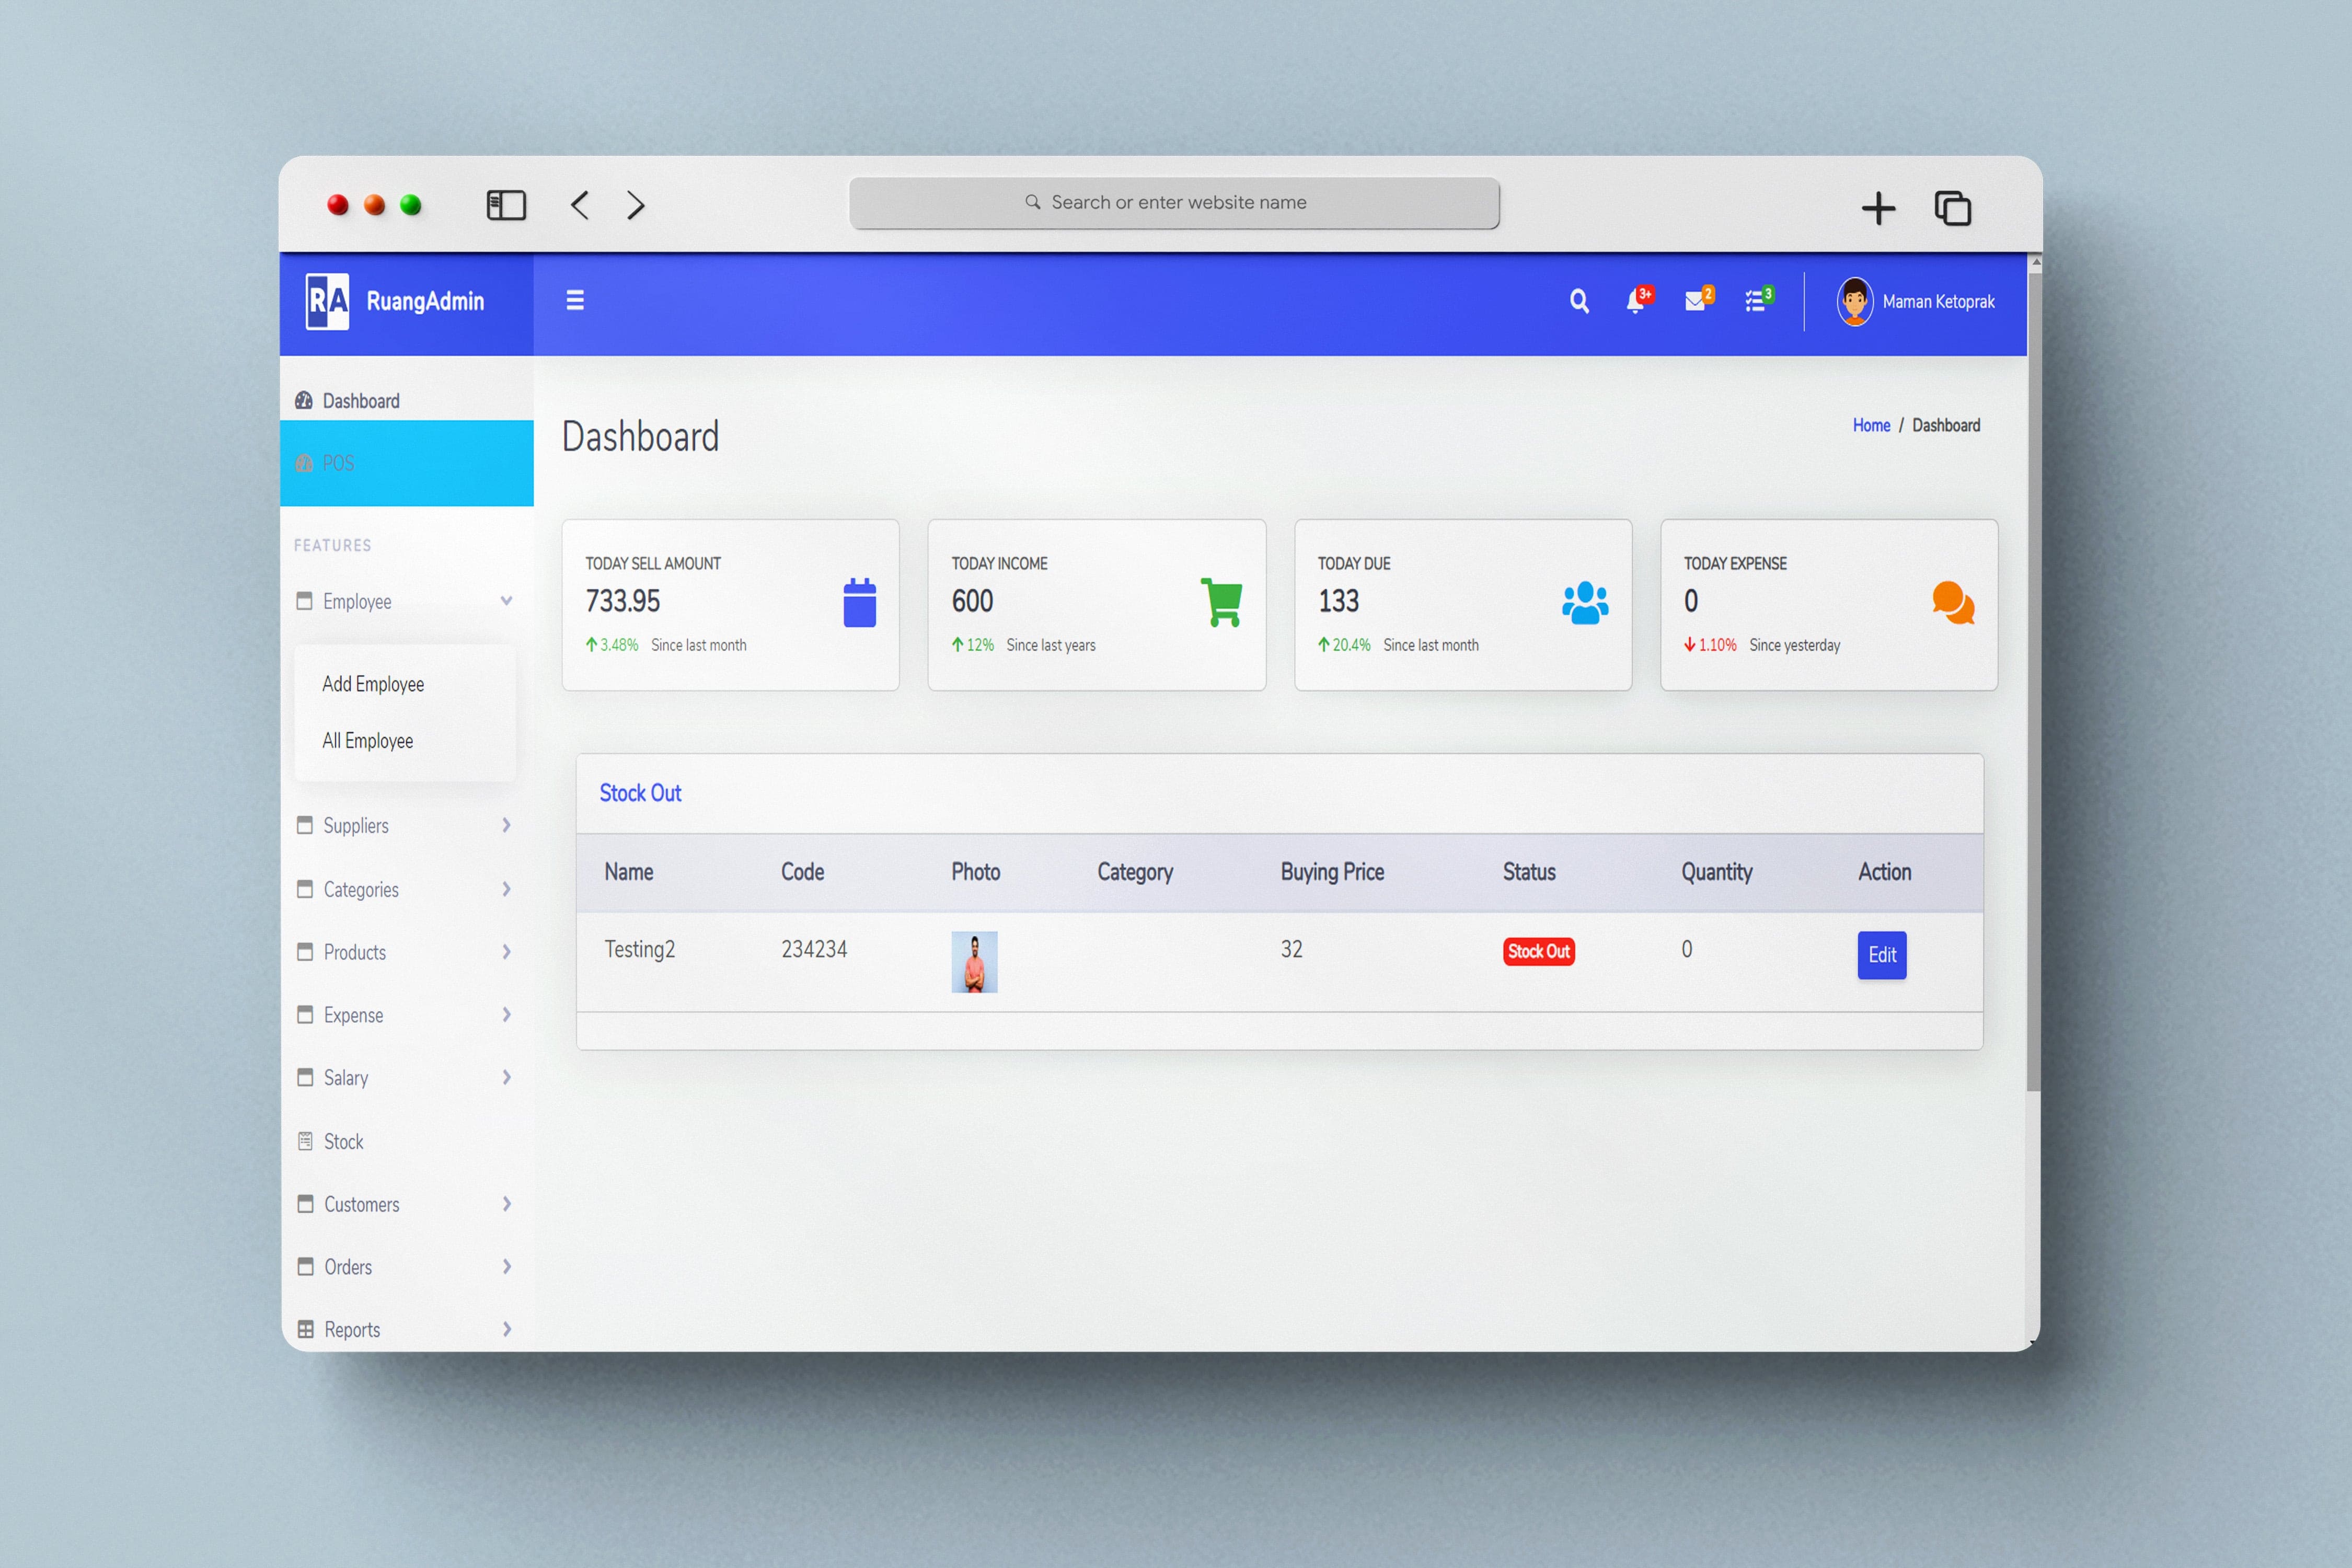 Search or enter website name
RA RuangAdmin
3+ 2 3 Maman Ketoprak
Dashboard
POS
FEATURES
Employee
Add Employee
All Employee
Suppliers
Categories
Products
Expense
Salary
Stock
Customers
Orders
Reports
Dashboard
Home / Dashboard
TODAY SELL AMOUNT
733.95
3.48% Since last month
TODAY INCOME
600
12% Since last years
TODAY DUE
133
20.4% Since last month
TODAY EXPENSE
0
1.10% Since yesterday
Stock Out
Name Code Photo Category Buying Price Status Quantity Action
Testing2 234234 32 Stock Out 0 Edit